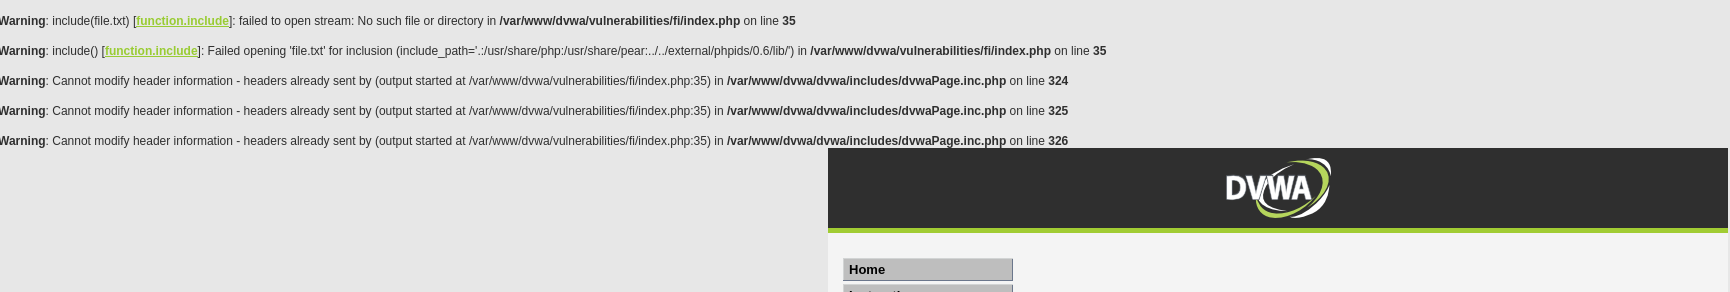 Warning: include(file.txt) [function.include]: failed to open stream: No such file or directory in /var/www/dvwa/vulnerabilities/fi/index.php on line 35
Warning: include() [function.include]: Failed opening 'file.txt' for inclusion (include_path='.:/usr/share/php:/usr/share/pear:../../external/phpids/0.6/lib/') in /var/www/dvwa/vulnerabilities/fi/index.php on line 35
Warning: Cannot modify header information - headers already sent by (output started at /var/www/dvwa/vulnerabilities/fi/index.php:35) in /var/www/dvwa/dvwa/includes/dvwaPage.inc.php on line 324
Warning: Cannot modify header information - headers already sent by (output started at /var/www/dvwa/vulnerabilities/fi/index.php:35) in /var/www/dvwa/dvwa/includes/dvwaPage.inc.php on line 325
Warning: Cannot modify header information - headers already sent by (output started at /var/www/dvwa/vulnerabilities/fi/index.php:35) in /var/www/dvwa/dvwa/includes/dvwaPage.inc.php on line 326
DVWA
Home